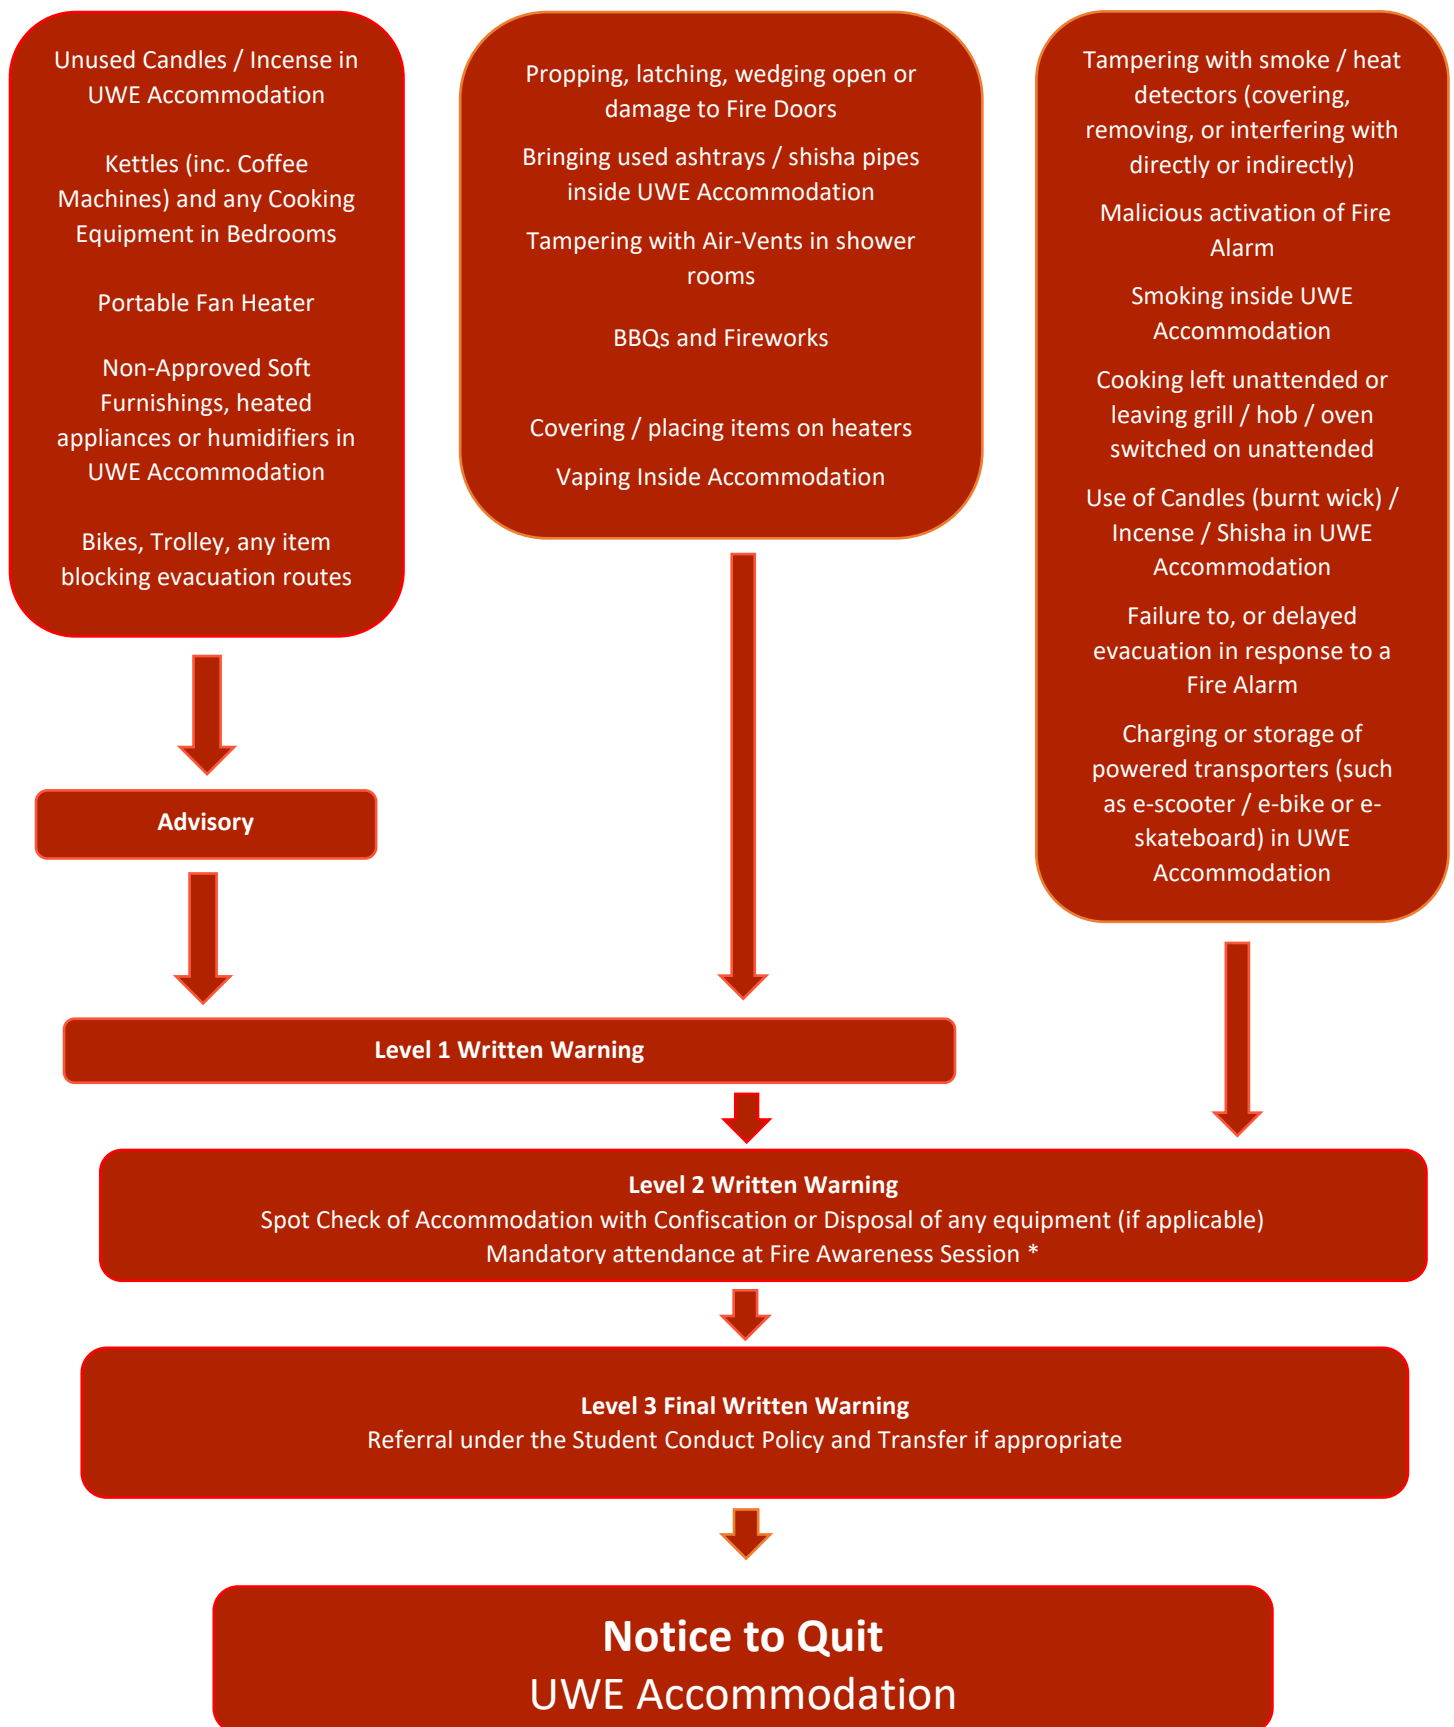 Unused Candles / Incense in
UWE Accommodation
Kettles (inc. Coffee
Machines) and any Cooking
Equipment in Bedrooms
Portable Fan Heater
Non-Approved Soft
Furnishings, heated
appliances or humidifiers in
UWE Accommodation
Bikes, Trolley, any item
blocking evacuation routes
Propping, latching, wedging open or
damage to Fire Doors
Bringing used ashtrays / shisha pipes
inside UWE Accommodation
Tampering with Air-Vents in shower
rooms
BBQs and Fireworks
Covering / placing items on heaters
Vaping Inside Accommodation
Tampering with smoke / heat
detectors (covering,
removing, or interfering with
directly or indirectly)
Malicious activation of Fire
Alarm
Smoking inside UWE
Accommodation
Cooking left unattended or
leaving grill / hob / oven
switched on unattended
Use of Candles (burnt wick) /
Incense / Shisha in UWE
Accommodation
Failure to, or delayed
evacuation in response to a
Fire Alarm
Charging or storage of
powered transporters (such
as e-scooter / e-bike or e-
skateboard) in UWE
Accommodation
Advisory
Level 1 Written Warning
Level 2 Written Warning
Spot Check of Accommodation with Confiscation or Disposal of any equipment (if applicable)
Mandatory attendance at Fire Awareness Session *
Level 3 Final Written Warning
Referral under the Student Conduct Policy and Transfer if appropriate
Notice to Quit
UWE Accommodation